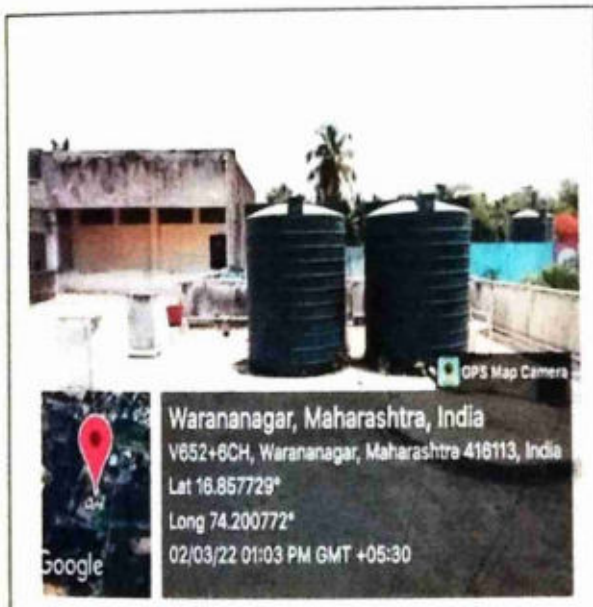 GPS Map Camera
Warananagar, Maharashtra, India
V652+6CH, Warananagar, Maharashtra 416113, India
Lat 16.857729°
Long 74.200772°
02/03/22 01:03 PM GMT +05:30
Google